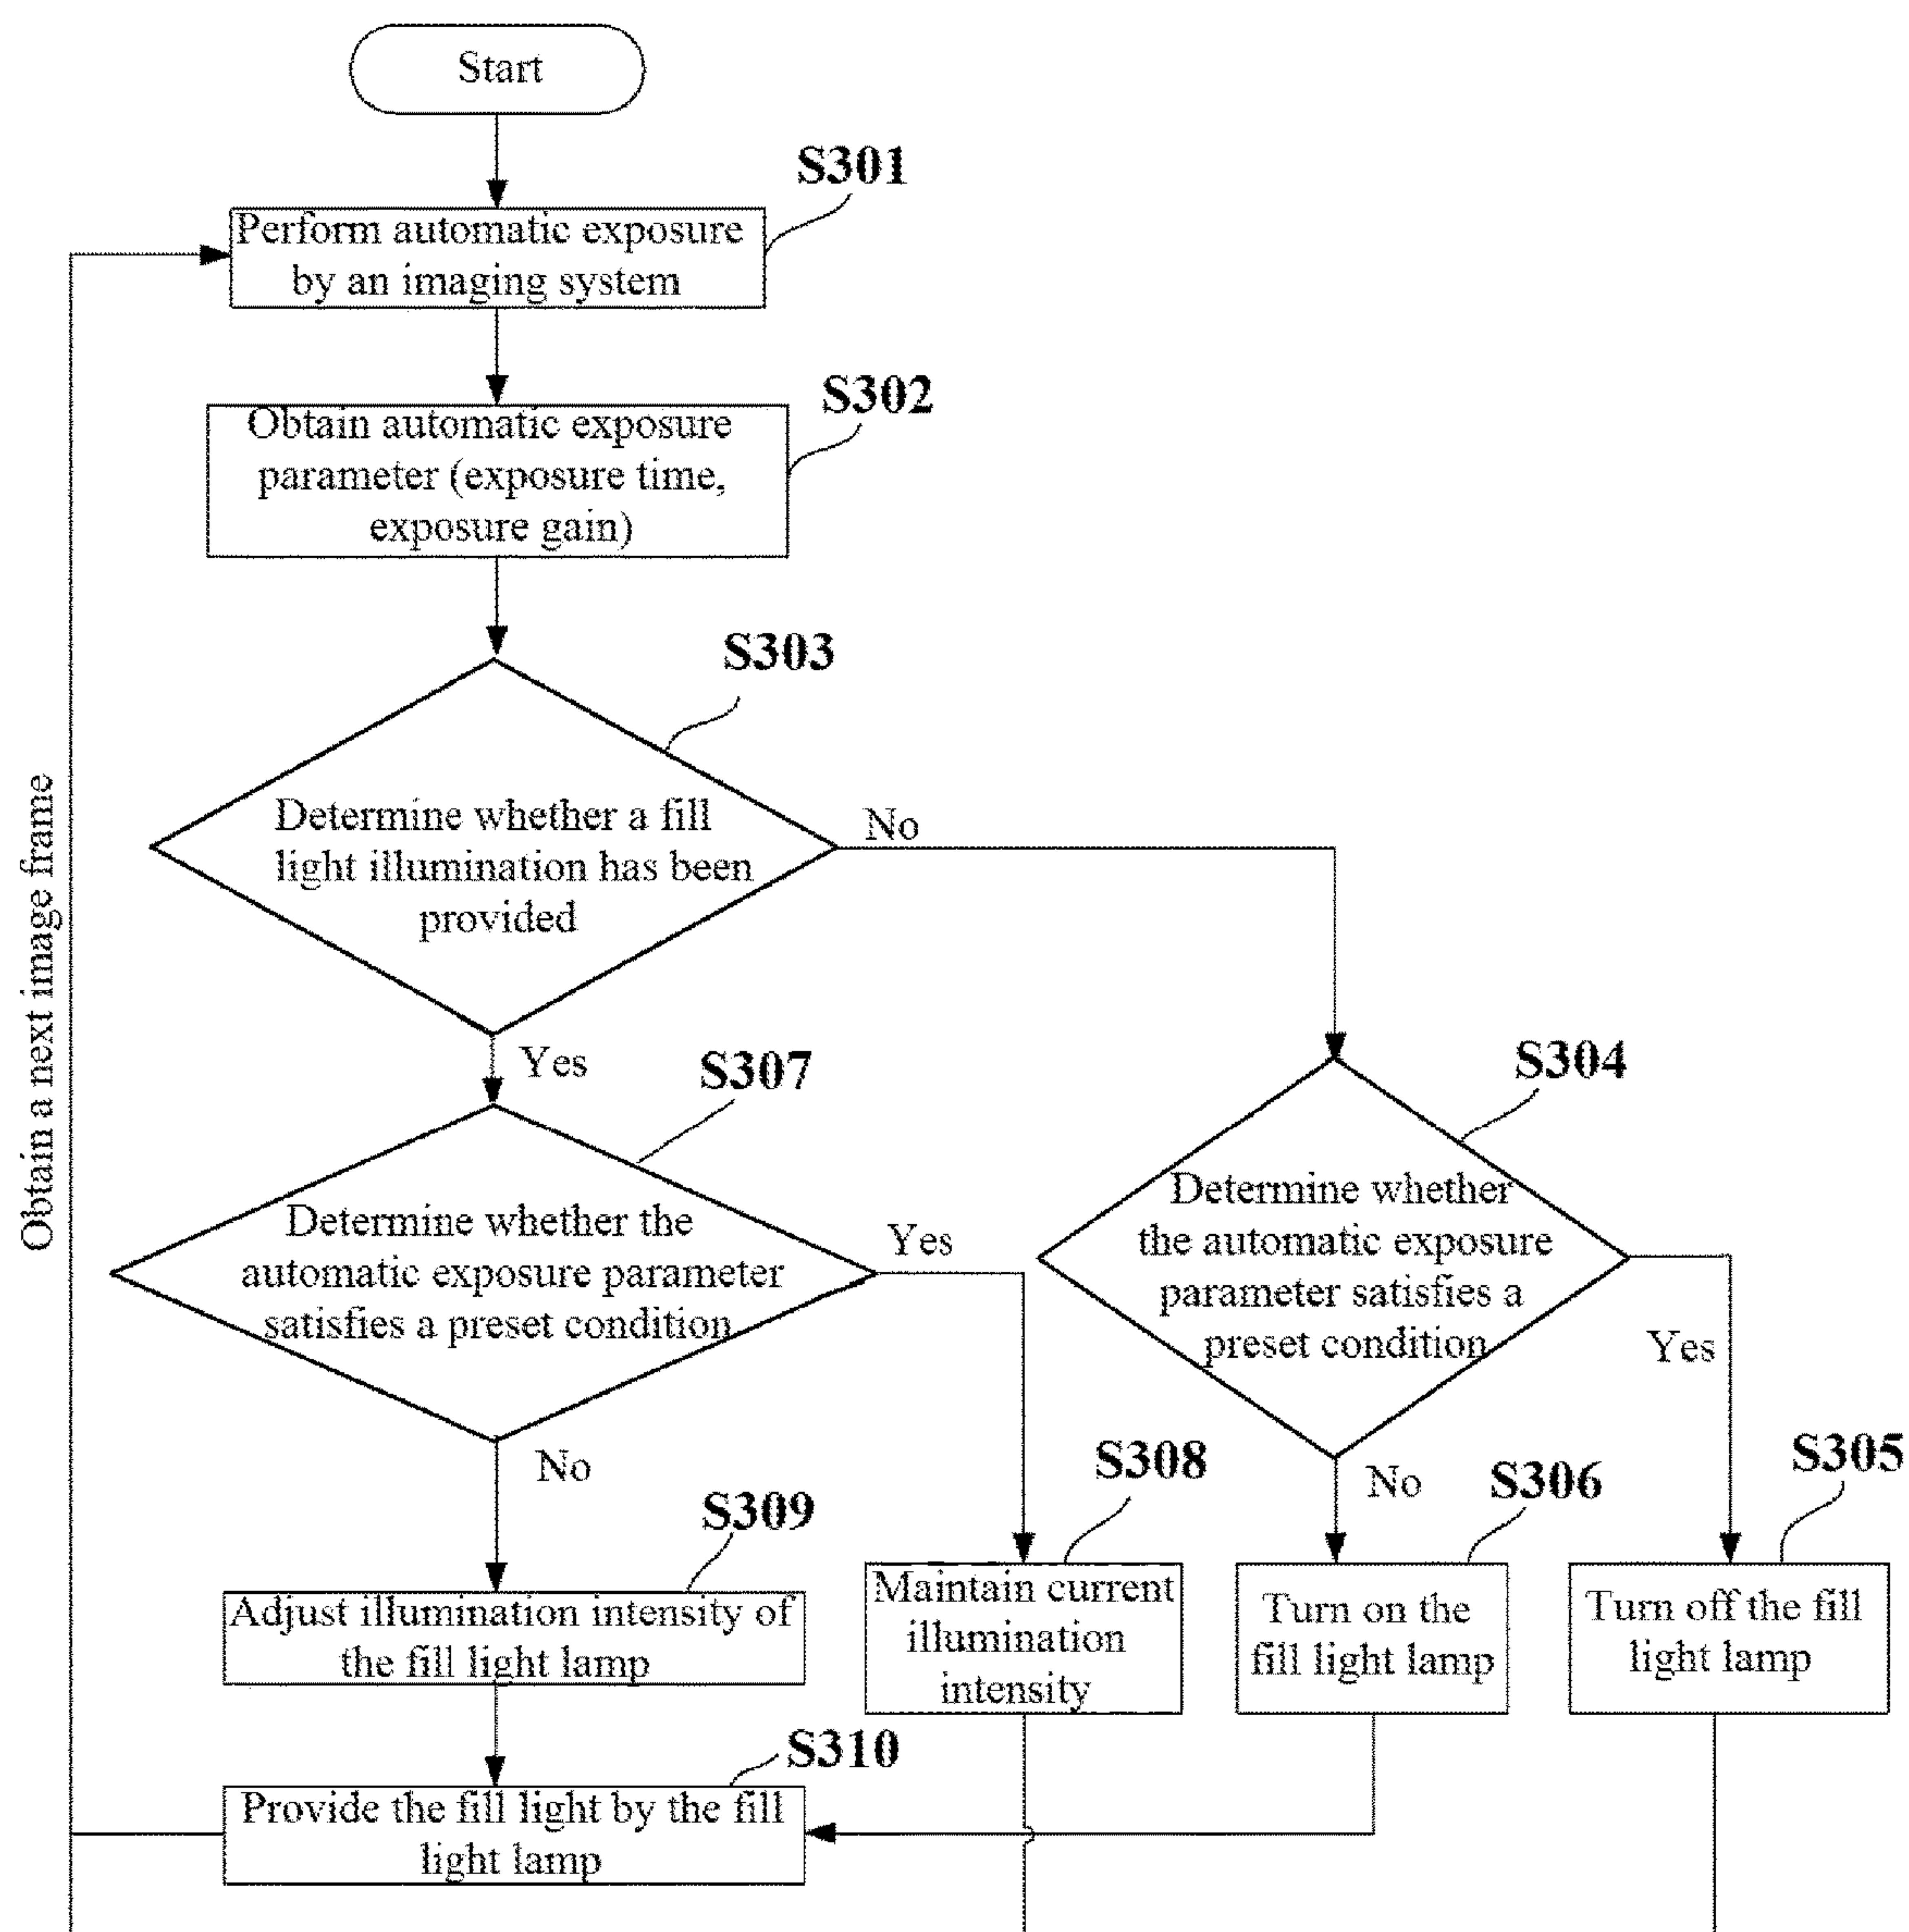 Start
S301
Perform automatic exposure
by an imaging system
S302
Obtain automatic exposure
parameter (exposure time,
exposure gain)
S303
Determine whether a fill
light illumination has been
provided
No
Yes
Obtain a next image frame
S307
Determine whether the
automatic exposure parameter
satisfies a preset condition
Yes
No
S304
Determine whether
the automatic exposure
parameter satisfies a
preset condition
Yes
No
S309
Adjust illumination intensity of
the fill light lamp
S308
Maintain current
illumination
intensity
S306
Turn on the
fill light lamp
S305
Turn off the fill
light lamp
S310
Provide the fill light by the fill
light lamp